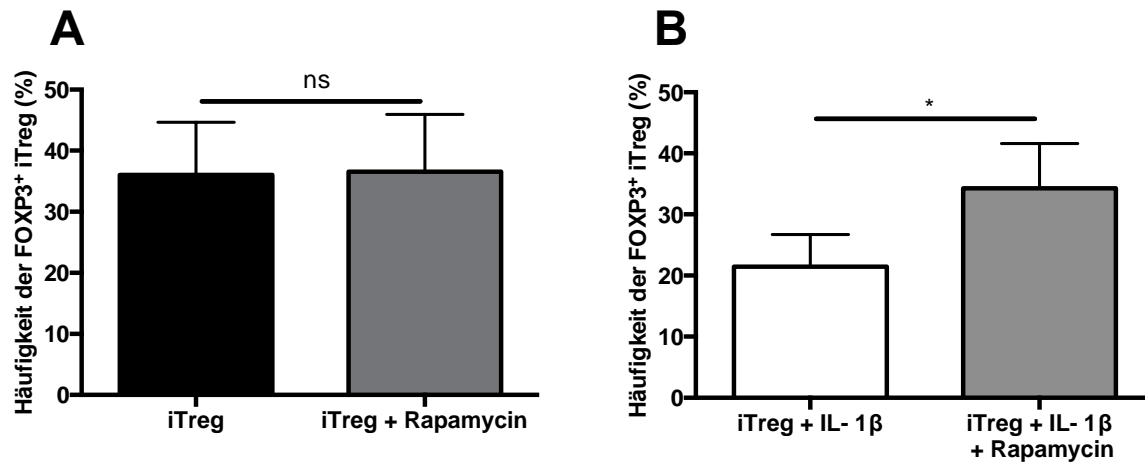 A
Häufigkeit der FOXP3⁺ iTreg (%)
50
40
30
20
10
0
ns
iTreg
iTreg + Rapamycin
B
Häufigkeit der FOXP3⁺ iTreg (%)
50
40
30
20
10
0
*
iTreg + IL- 1β
iTreg + IL- 1β
+ Rapamycin